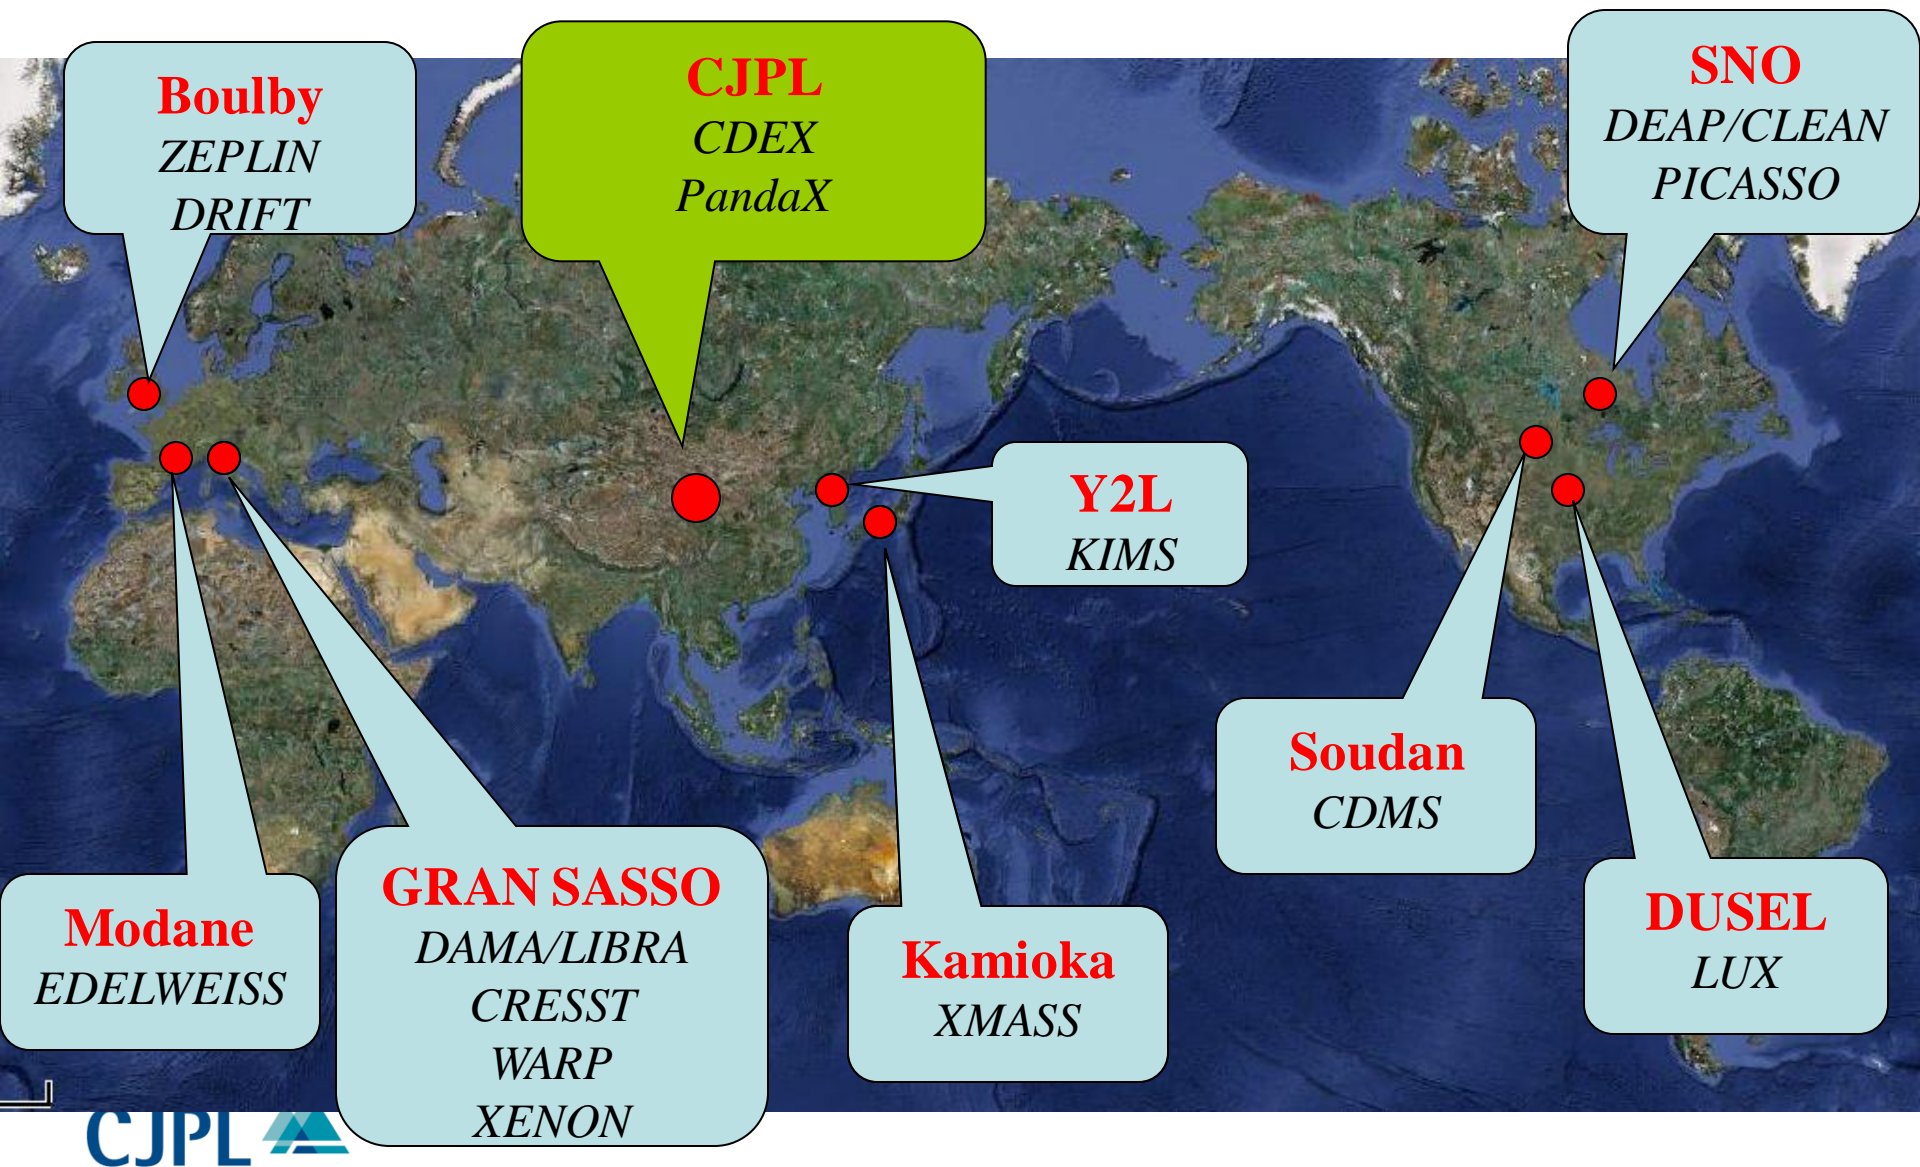 Boulby
ZEPLIN
DRIFT
CJPL
CDEX
PandaX
SNO
DEAP/CLEAN
PICASSO
Y2L
KIMS
Soudan
CDMS
Modane
EDELWEISS
GRAN SASSO
DAMA/LIBRA
CRESST
WARP
XENON
Kamioka
XMASS
DUSEL
LUX
CJPL